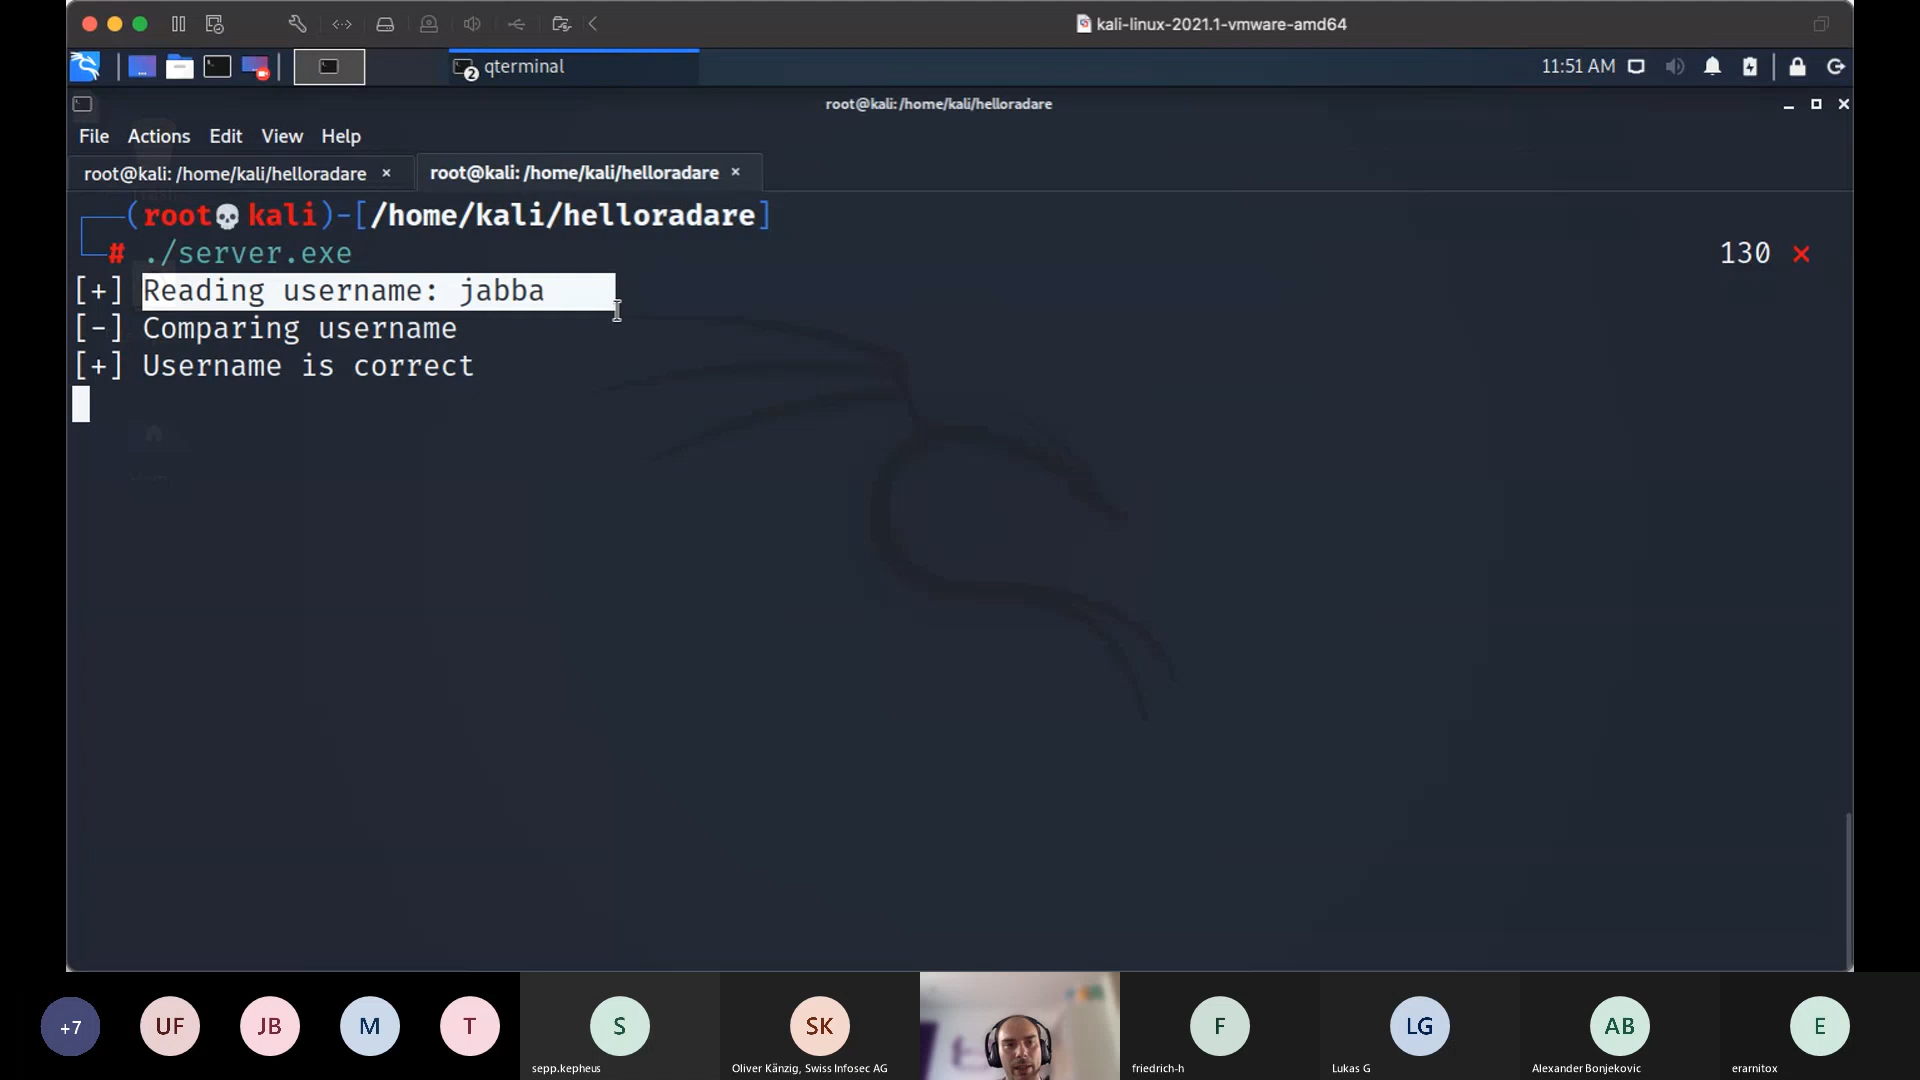 kali-linux-2021.1-vmware-amd64
2 qterminal
11:51 AM
root@kali: /home/kali/helloradare
File Actions Edit View Help
root@kali: /home/kali/helloradare × root@kali: /home/kali/helloradare ×
(root💀kali)-[/home/kali/helloradare]
# ./server.exe 130 ⨯
[+] Reading username: jabba
[-] Comparing username
[+] Username is correct
+7 UF JB M T S SK F LG AB E
sepp.kepheus Oliver Känzig, Swiss Infosec AG friedrich-h Lukas G Alexander Bonjekovic erarnitox